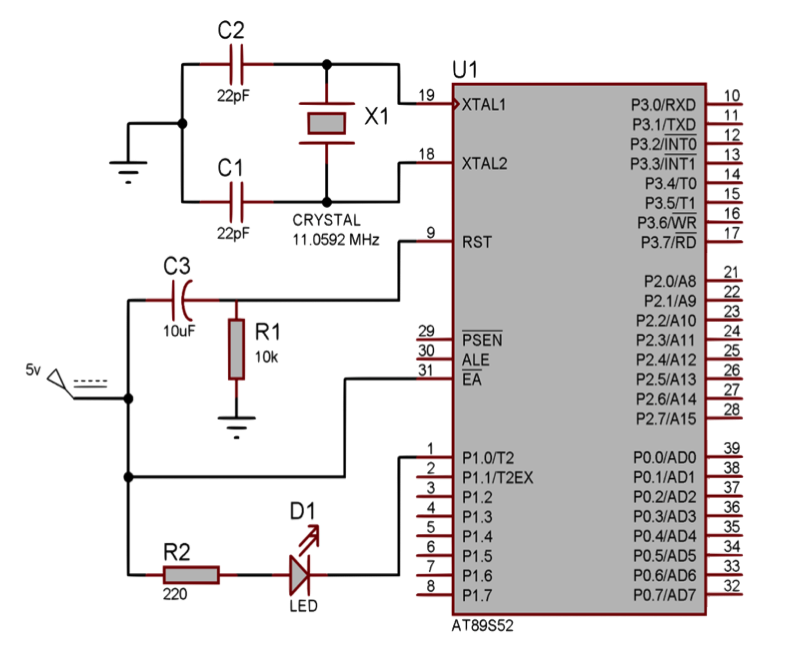 C2
22pF
X1
C1
22pF
CRYSTAL
11.0592 MHz
C3
10uF
R1
10k
5v
R2
220
D1
LED
U1
19 XTAL1
18 XTAL2
9 RST
29 PSEN
30 ALE
31 EA
1 P1.0/T2
2 P1.1/T2EX
3 P1.2
4 P1.3
5 P1.4
6 P1.5
7 P1.6
8 P1.7
P3.0/RXD 10
P3.1/TXD 11
P3.2/INT0 12
P3.3/INT1 13
P3.4/T0 14
P3.5/T1 15
P3.6/WR 16
P3.7/RD 17
P2.0/A8 21
P2.1/A9 22
P2.2/A10 23
P2.3/A11 24
P2.4/A12 25
P2.5/A13 26
P2.6/A14 27
P2.7/A15 28
P0.0/AD0 39
P0.1/AD1 38
P0.2/AD2 37
P0.3/AD3 36
P0.4/AD4 35
P0.5/AD5 34
P0.6/AD6 33
P0.7/AD7 32
AT89S52